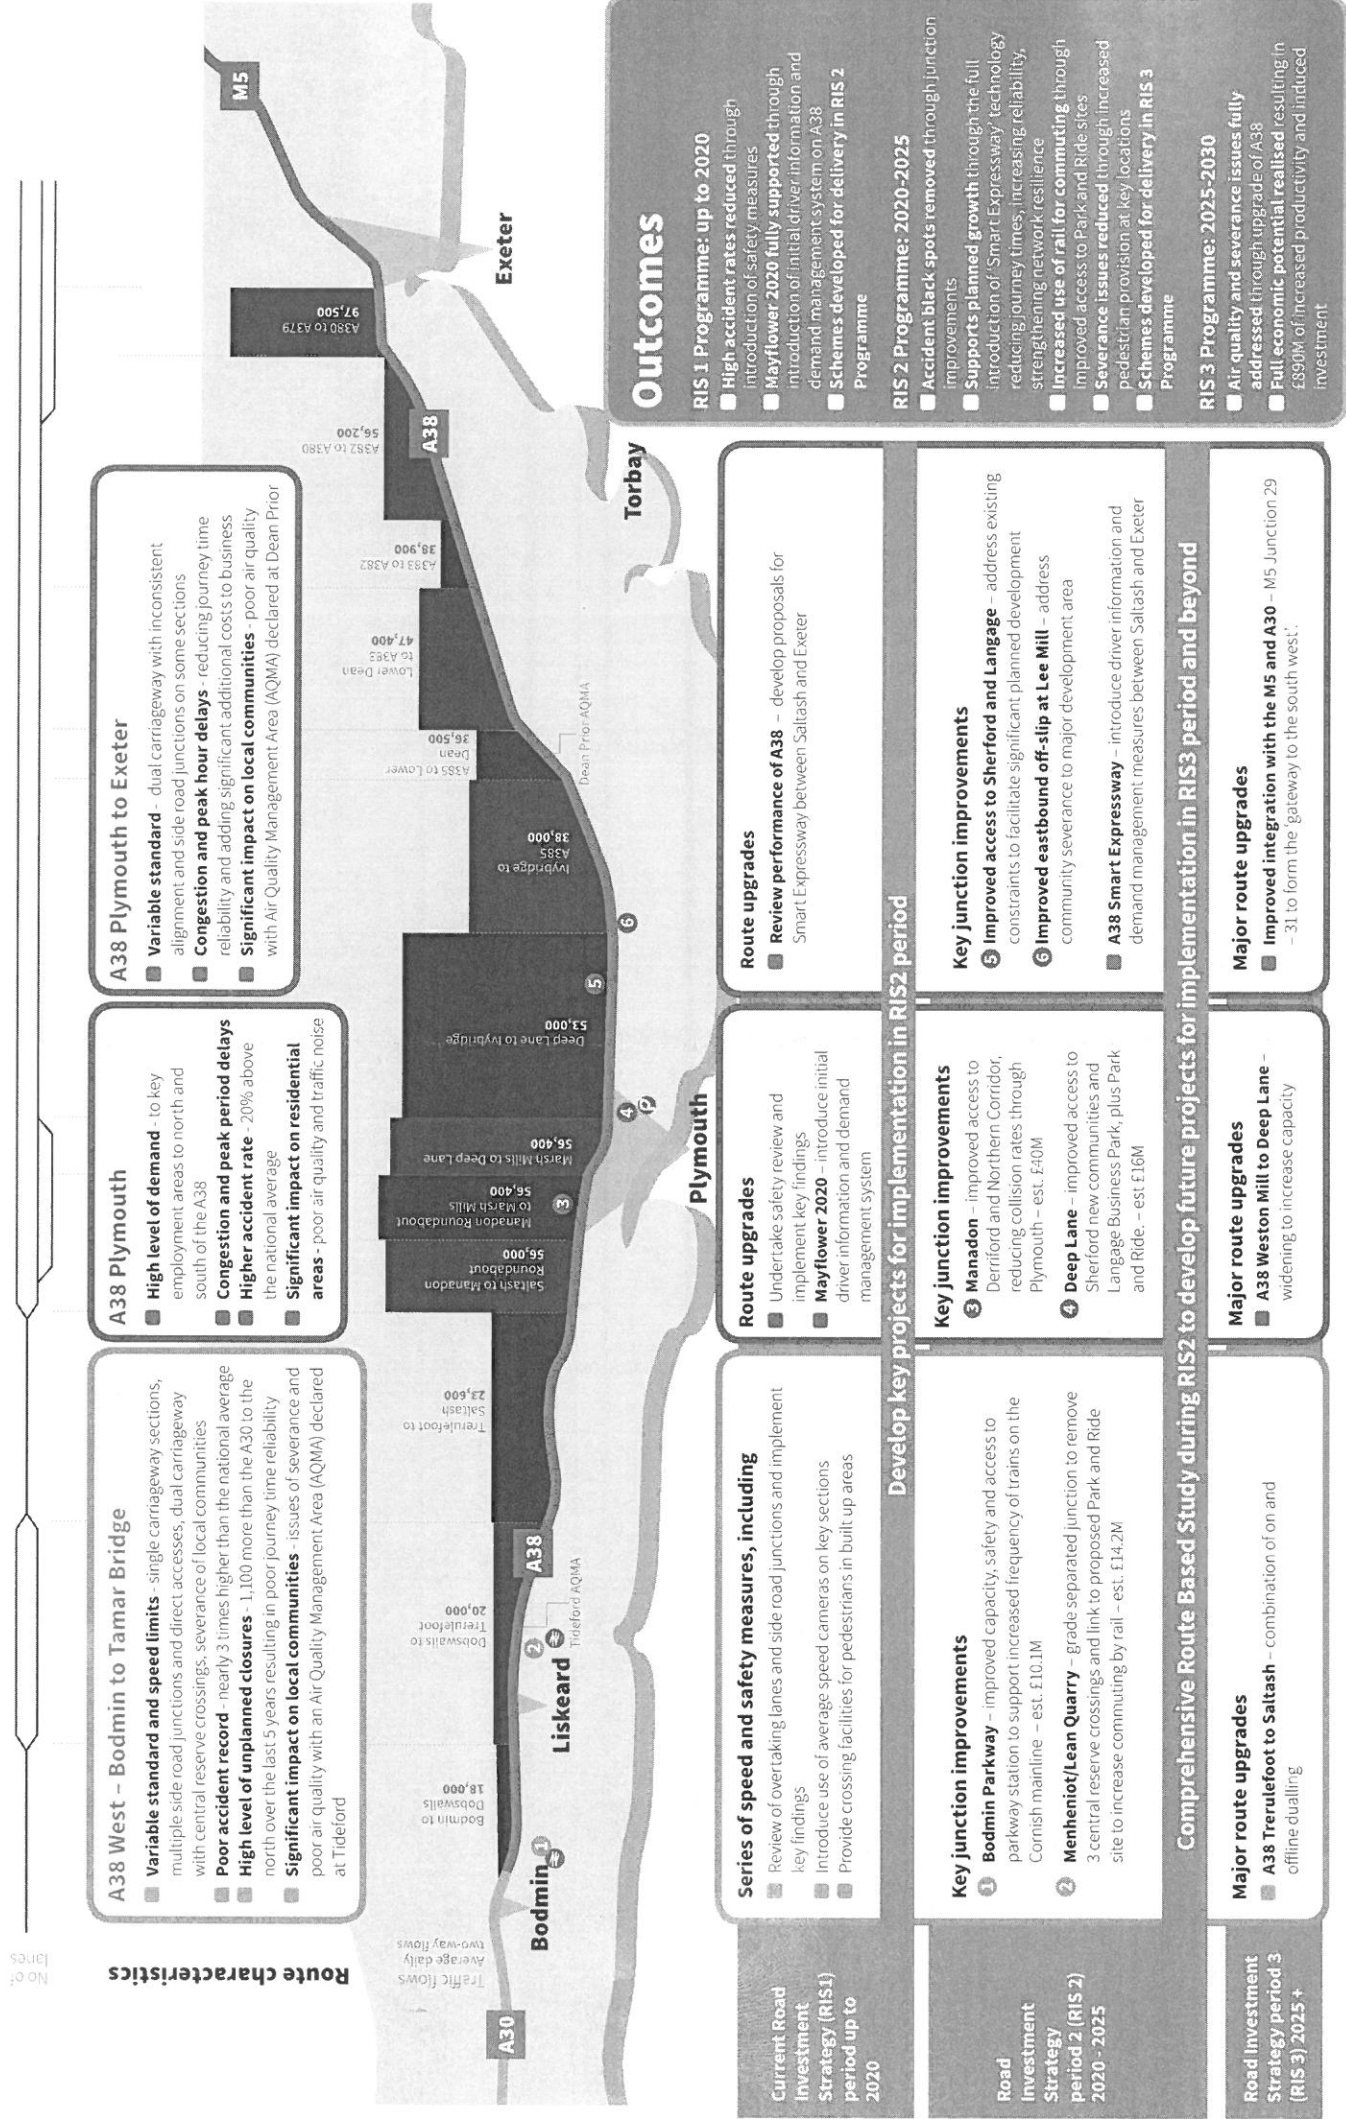 No of
lanes
Route characteristics
A38 West – Bodmin to Tamar Bridge
Variable standard and speed limits - single carriageway sections,
multiple side road junctions and direct accesses, dual carriageway
with central reserve crossings, severance of local communities
Poor accident record - nearly 3 times higher than the national average
High level of unplanned closures - 1,100 more than the A30 to the
north over the last 5 years resulting in poor journey time reliability
Significant impact on local communities - issues of severance and
poor air quality with an Air Quality Management Area (AQMA) declared
at Tideford
A38 Plymouth
High level of demand - to key
employment areas to north and
south of the A38
Congestion and peak period delays
Higher accident rate - 20% above
the national average
Significant impact on residential
areas - poor air quality and traffic noise
A38 Plymouth to Exeter
Variable standard - dual carriageway with inconsistent
alignment and side road junctions on some sections
Congestion and peak hour delays - reducing journey time
reliability and adding significant additional costs to business
Significant impact on local communities - poor air quality
with Air Quality Management Area (AQMA) declared at Dean Prior
Traffic flows
Average daily
two-way flows
Bodmin to
Dobswalls
18,000
Dobswalls to
Trerulefoot
20,000
Trerulefoot to
Saltash
23,600
Saltash to Manadon
Roundabout
56,000
Manadon Roundabout
to Marsh Mills
56,400
Marsh Mills to Deep Lane
56,400
Deep Lane to Ivybridge
53,000
Ivybridge to
A385
38,000
A385 to Lower
Dean
36,500
Lower Dean
to A383
47,400
A383 to A382
38,900
A382 to A380
56,200
A380 to A379
97,500
A30
Bodmin
1
Liskeard
2
Tideford AQMA
A38
3
Plymouth
4
P
5
6
Dean Prior AQMA
Torbay
A38
Exeter
M5
Current Road
Investment
Strategy (RIS1)
period up to
2020
Series of speed and safety measures, including
Review of overtaking lanes and side road junctions and implement
key findings
Introduce use of average speed cameras on key sections
Provide crossing facilities for pedestrians in built up areas
Route upgrades
Undertake safety review and
implement key findings
Mayflower 2020 – introduce initial
driver information and demand
management system
Route upgrades
Review performance of A38 – develop proposals for
Smart Expressway between Saltash and Exeter
Develop key projects for implementation in RIS2 period
Road
Investment
Strategy
period 2 (RIS 2)
2020 - 2025
Key junction improvements
1 Bodmin Parkway – improved capacity, safety and access to
parkway station to support increased frequency of trains on the
Cornish mainline – est. £10.1M
2 Menheniot/Lean Quarry – grade separated junction to remove
3 central reserve crossings and link to proposed Park and Ride
site to increase commuting by rail – est. £14.2M
Key junction improvements
3 Manadon – improved access to
Derriford and Northern Corridor,
reducing collision rates through
Plymouth – est. £40M
4 Deep Lane – improved access to
Sherford new communities and
Langage Business Park, plus Park
and Ride. – est £16M
Key junction improvements
5 Improved access to Sherford and Langage – address existing
constraints to facilitate significant planned development
6 Improved eastbound off-slip at Lee Mill – address
community severance to major development area
A38 Smart Expressway – introduce driver information and
demand management measures between Saltash and Exeter
Comprehensive Route Based Study during RIS2 to develop future projects for implementation in RIS3 period and beyond
Road Investment
Strategy period 3
(RIS 3) 2025 +
Major route upgrades
A38 Trerulefoot to Saltash – combination of on and
offline dualling
Major route upgrades
A38 Weston Mill to Deep Lane –
widening to increase capacity
Major route upgrades
Improved integration with the M5 and A30 – M5 Junction 29
– 31 to form the 'gateway to the south west'.
Outcomes
RIS 1 Programme: up to 2020
High accident rates reduced through
introduction of safety measures
Mayflower 2020 fully supported through
introduction of initial driver information and
demand management system on A38
Schemes developed for delivery in RIS 2
Programme
RIS 2 Programme: 2020-2025
Accident black spots removed through junction
improvements
Supports planned growth through the full
introduction of 'Smart Expressway' technology
reducing journey times, increasing reliability,
strengthening network resilience
Increased use of rail for commuting through
improved access to Park and Ride sites
Severance issues reduced through increased
pedestrian provision at key locations
Schemes developed for delivery in RIS 3
Programme
RIS 3 Programme: 2025-2030
Air quality and severance issues fully
addressed through upgrade of A38
Full economic potential realised resulting in
£890M of increased productivity and induced
investment